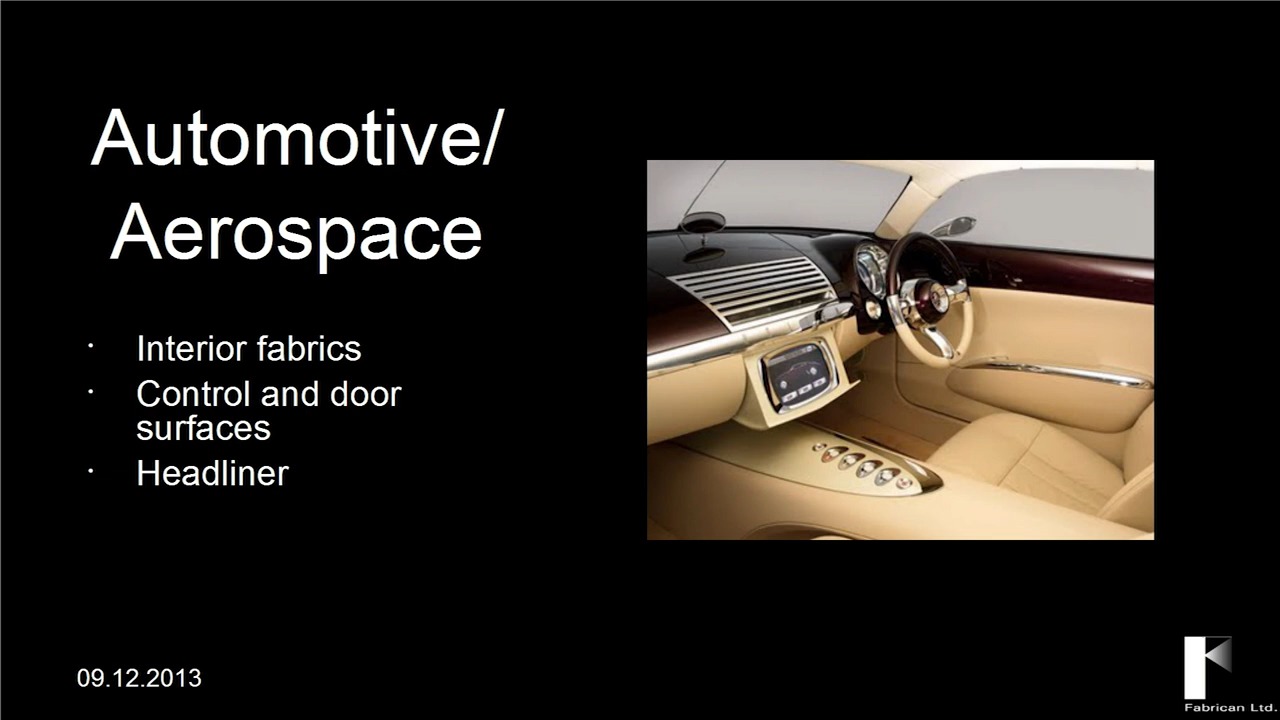 Automotive/
Aerospace
· Interior fabrics
· Control and door
surfaces
· Headliner
09.12.2013
Fabrican Ltd.